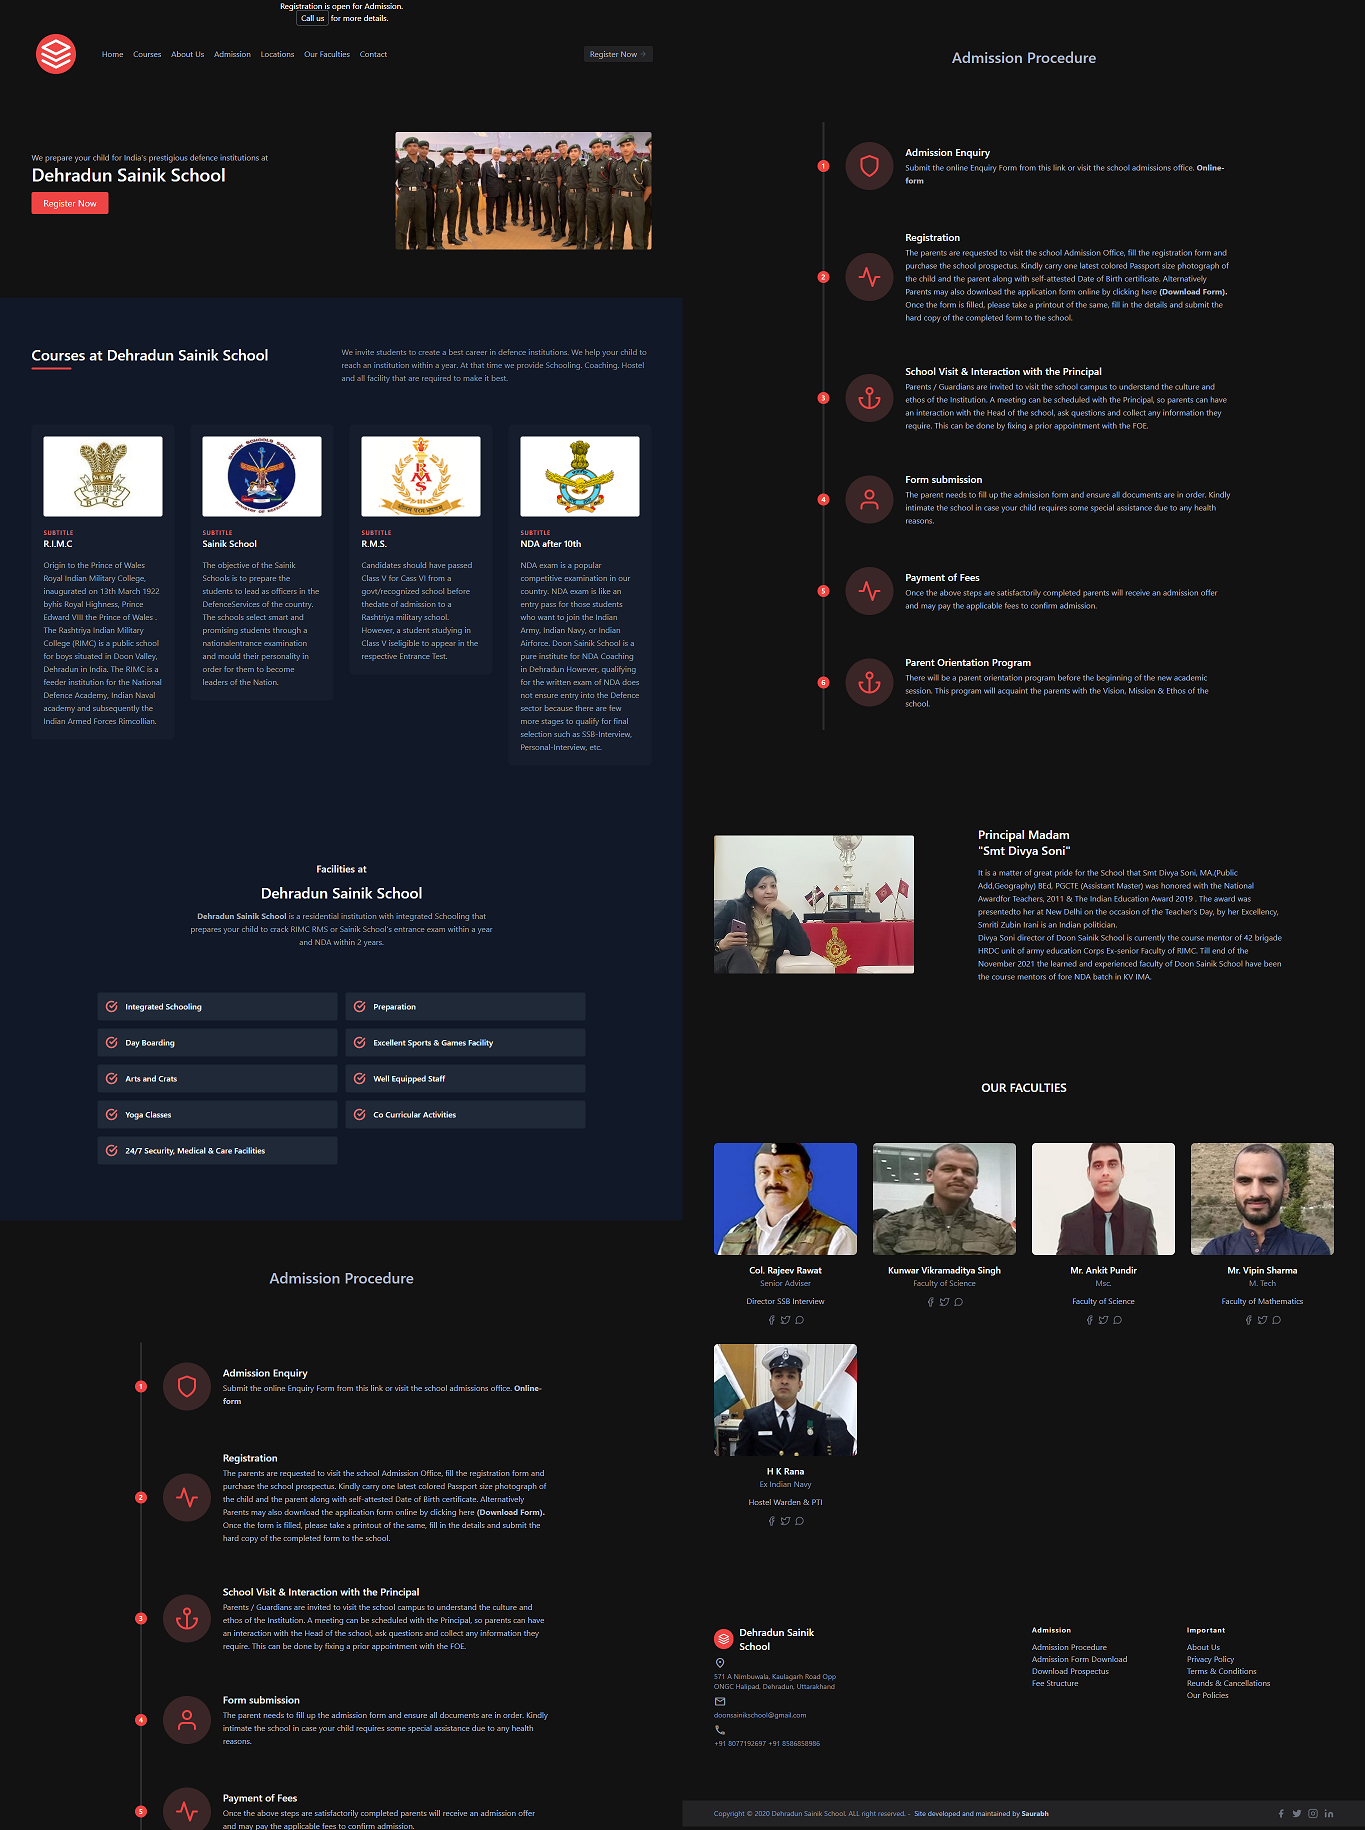 Registration is open for Admission.
Call us for more details.
Home Courses About Us Admission Locations Our Faculties Contact
Register Now
We prepare your child for India's prestigious defence institutions at
Dehradun Sainik School
Register Now
Courses at Dehradun Sainik School
We invite students to create a best career in defence institutions. We help your child to
reach an institution within a year. At that time we provide Schooling. Coaching. Hostel
and all facility that are required to make it best.
SUBTITLE
R.I.M.C
Origin to the Prince of Wales
Royal Indian Military College,
inaugurated on 13th March 1922
byhis Royal Highness, Prince
Edward VIII the Prince of Wales .
The Rashtriya Indian Military
College (RIMC) is a public school
for boys situated in Doon Valley,
Dehradun in India. The RIMC is a
feeder institution for the National
Defence Academy, Indian Naval
academy and subsequently the
Indian Armed Forces Rimcollian.
SUBTITLE
Sainik School
The objective of the Sainik
Schools is to prepare the
students to lead as officers in the
DefenceServices of the country.
The schools select smart and
promising students through a
nationalentrance examination
and mould their personality in
order for them to become
leaders of the Nation.
SUBTITLE
R.M.S.
Candidates should have passed
Class V for Cass VI from a
govt/recognized school before
thedate of admission to a
Rashtriya military school.
However, a student studying in
Class V iseligible to appear in the
respective Entrance Test.
SUBTITLE
NDA after 10th
NDA exam is a popular
competitive examination in our
country. NDA exam is like an
entry pass for those students
who want to join the Indian
Army, Indian Navy, or Indian
Airforce. Doon Sainik School is a
pure institute for NDA Coaching
in Dehradun However, qualifying
for the written exam of NDA does
not ensure entry into the Defence
sector because there are few
more stages to qualify for final
selection such as SSB-Interview,
Personal-Interview, etc.
Facilities at
Dehradun Sainik School
Dehradun Sainik School is a residential institution with integrated Schooling that
prepares your child to crack RIMC RMS or Sainik School's entrance exam within a year
and NDA within 2 years.
Integrated Schooling
Preparation
Day Boarding
Excellent Sports & Games Facility
Arts and Crats
Well Equipped Staff
Yoga Classes
Co Curricular Activities
24/7 Security, Medical & Care Facilities
Admission Procedure
1
Admission Enquiry
Submit the online Enquiry Form from this link or visit the school admissions office. Online-
form
2
Registration
The parents are requested to visit the school Admission Office, fill the registration form and
purchase the school prospectus. Kindly carry one latest colored Passport size photograph of
the child and the parent along with self-attested Date of Birth certificate. Alternatively
Parents may also download the application form online by clicking here (Download Form).
Once the form is filled, please take a printout of the same, fill in the details and submit the
hard copy of the completed form to the school.
3
School Visit & Interaction with the Principal
Parents / Guardians are invited to visit the school campus to understand the culture and
ethos of the Institution. A meeting can be scheduled with the Principal, so parents can have
an interaction with the Head of the school, ask questions and collect any information they
require. This can be done by fixing a prior appointment with the FOE.
4
Form submission
The parent needs to fill up the admission form and ensure all documents are in order. Kindly
intimate the school in case your child requires some special assistance due to any health
reasons.
5
Payment of Fees
Once the above steps are satisfactorily completed parents will receive an admission offer
and may pay the applicable fees to confirm admission.
Admission Procedure
1
Admission Enquiry
Submit the online Enquiry Form from this link or visit the school admissions office. Online-
form
2
Registration
The parents are requested to visit the school Admission Office, fill the registration form and
purchase the school prospectus. Kindly carry one latest colored Passport size photograph of
the child and the parent along with self-attested Date of Birth certificate. Alternatively
Parents may also download the application form online by clicking here (Download Form).
Once the form is filled, please take a printout of the same, fill in the details and submit the
hard copy of the completed form to the school.
3
School Visit & Interaction with the Principal
Parents / Guardians are invited to visit the school campus to understand the culture and
ethos of the Institution. A meeting can be scheduled with the Principal, so parents can have
an interaction with the Head of the school, ask questions and collect any information they
require. This can be done by fixing a prior appointment with the FOE.
4
Form submission
The parent needs to fill up the admission form and ensure all documents are in order. Kindly
intimate the school in case your child requires some special assistance due to any health
reasons.
5
Payment of Fees
Once the above steps are satisfactorily completed parents will receive an admission offer
and may pay the applicable fees to confirm admission.
6
Parent Orientation Program
There will be a parent orientation program before the beginning of the new academic
session. This program will acquaint the parents with the Vision, Mission & Ethos of the
school.
Principal Madam
"Smt Divya Soni"
It is a matter of great pride for the School that Smt Divya Soni, MA.(Public
Add,Geography) BEd, PGCTE (Assistant Master) was honored with the National
Awardfor Teachers, 2011 & The Indian Education Award 2019 . The award was
presentedto her at New Delhi on the occasion of the Teacher's Day, by her Excellency,
Smriti Zubin Irani is an Indian politician.
Divya Soni director of Doon Sainik School is currently the course mentor of 42 brigade
HRDC unit of army education Corps Ex-senior Faculty of RIMC. Till end of the
November 2021 the learned and experienced faculty of Doon Sainik School have been
the course mentors of fore NDA batch in KV IMA.
OUR FACULTIES
Col. Rajeev Rawat
Senior Adviser
Director SSB Interview
Kunwar Vikramaditya Singh
Faculty of Science
Mr. Ankit Pundir
Msc.
Faculty of Science
Mr. Vipin Sharma
M. Tech
Faculty of Mathematics
H K Rana
Ex Indian Navy
Hostel Warden & PTI
Dehradun Sainik
School
571 A Nimbuwala, Kaulagarh Road Opp
ONGC Halipad, Dehradun, Uttarakhand
doonsainikschool@gmail.com
+91 8077192697 +91 8586858986
Admission
Admission Procedure
Admission Form Download
Download Prospectus
Fee Structure
Important
About Us
Privacy Policy
Terms & Conditions
Reunds & Cancellations
Our Policies
Copyright © 2020 Dehradun Sainik School. ALL right reserved. - Site developed and maintained by Saurabh